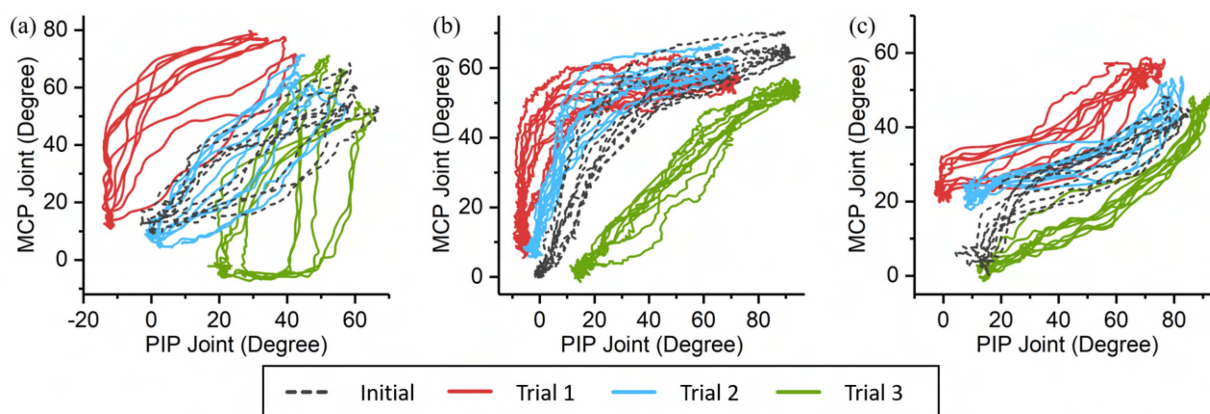 (a)
80
60
40
20
0
MCP Joint (Degree)
-20 0 20 40 60
PIP Joint (Degree)
(b)
80
60
40
20
0
MCP Joint (Degree)
0 20 40 60 80
PIP Joint (Degree)
(c)
60
40
20
0
MCP Joint (Degree)
0 20 40 60 80
PIP Joint (Degree)
Initial Trial 1 Trial 2 Trial 3